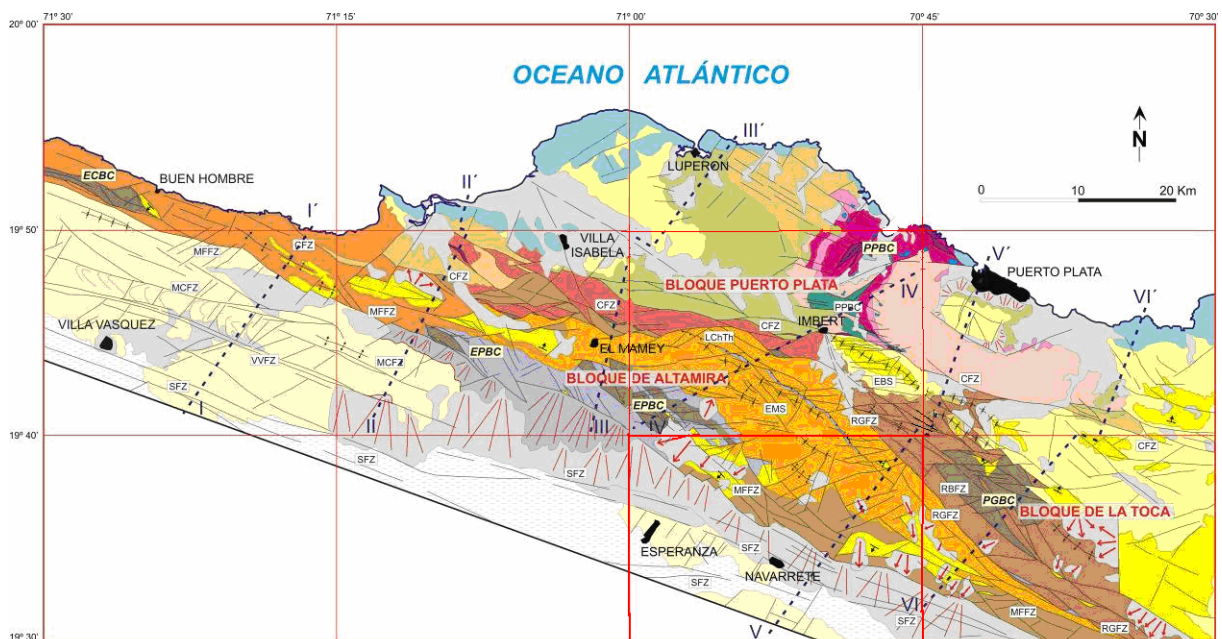 71° 30'
71° 15'
71° 00'
70° 45'
70° 30'
20° 00'
OCEANO ATLÁNTICO
N
0 10 20 Km
III´
LUPERON
ECBC
BUEN HOMBRE
II´
I´
19° 50'
CFZ
MFFZ
VILLA
ISABELA
PPBC
V´
PUERTO PLATA
CFZ
BLOQUE PUERTO PLATA
IV´
VI´
MCFZ
MFFZ
CFZ
PPBC
IMBERT
CFZ
VILLA VASQUEZ
LChTh
EL MAMEY
VVFZ
MCFZ
EPBC
BLOQUE DE ALTAMIRA
EBS
CFZ
SFZ
I
II
III
EPBC
IV
EMS
RGFZ
19° 40'
SFZ
SFZ
CFZ
SFZ
MFFZ
RBFZ
PGBC
RGFZ
BLOQUE DE LA TOCA
ESPERANZA
SFZ
NAVARRETE
SFZ
VI
SFZ
MFFZ
RGFZ
19° 30'
V